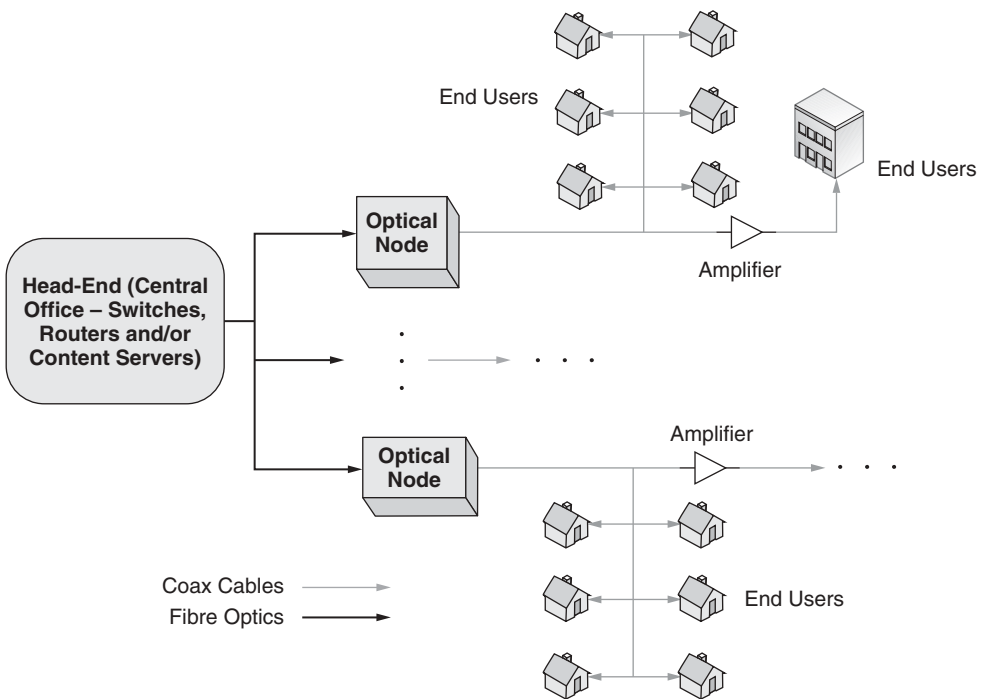 End Users
End Users
Optical
Node
Amplifier
Head-End (Central
Office – Switches,
Routers and/or
Content Servers)
Amplifier
Optical
Node
Coax Cables
Fibre Optics
End Users